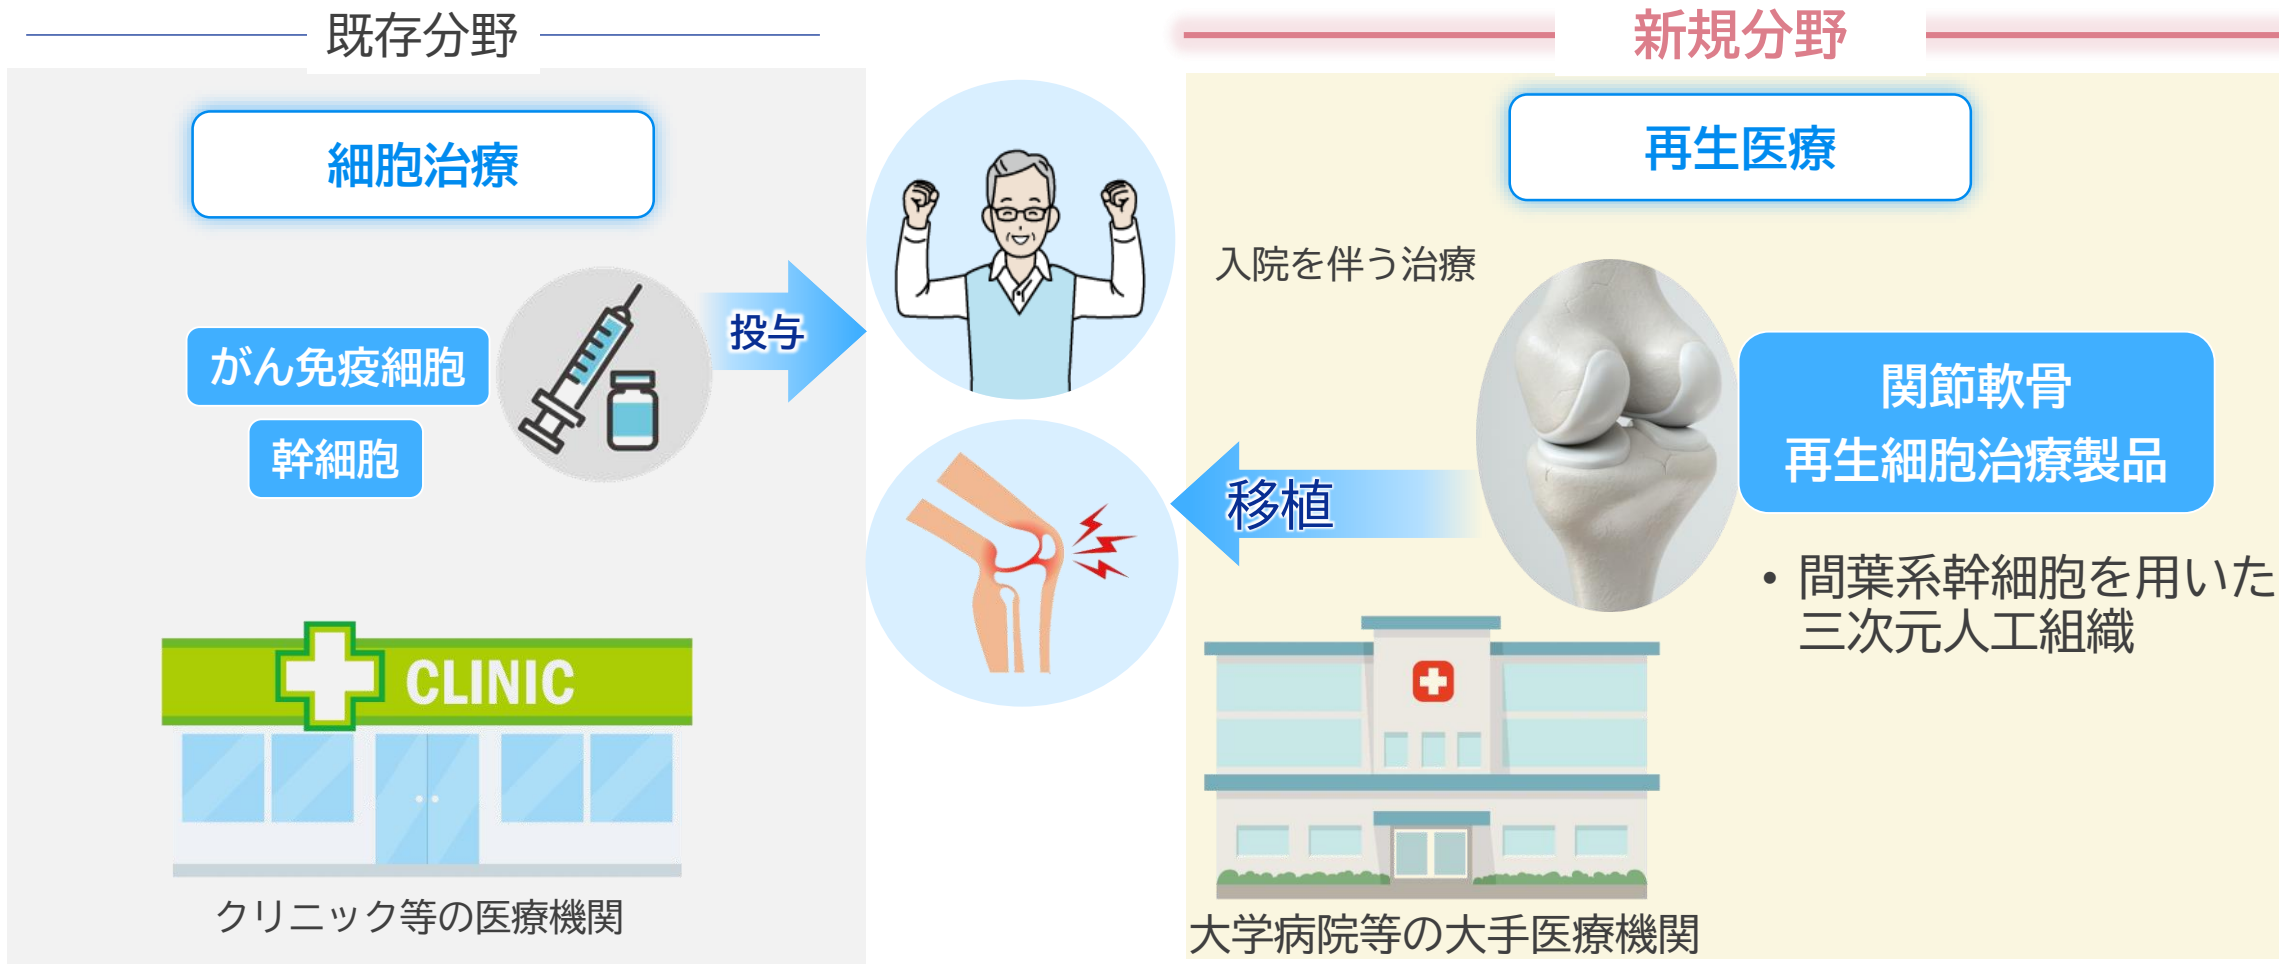 既存分野
細胞治療
がん免疫細胞
幹細胞
投与
CLINIC
クリニック等の医療機関
新規分野
再生医療
入院を伴う治療
関節軟骨
再生細胞治療製品
移植
・間葉系幹細胞を用いた
三次元人工組織
大学病院等の大手医療機関